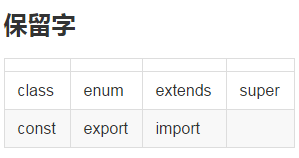 保留字
class enum extends super
const export import